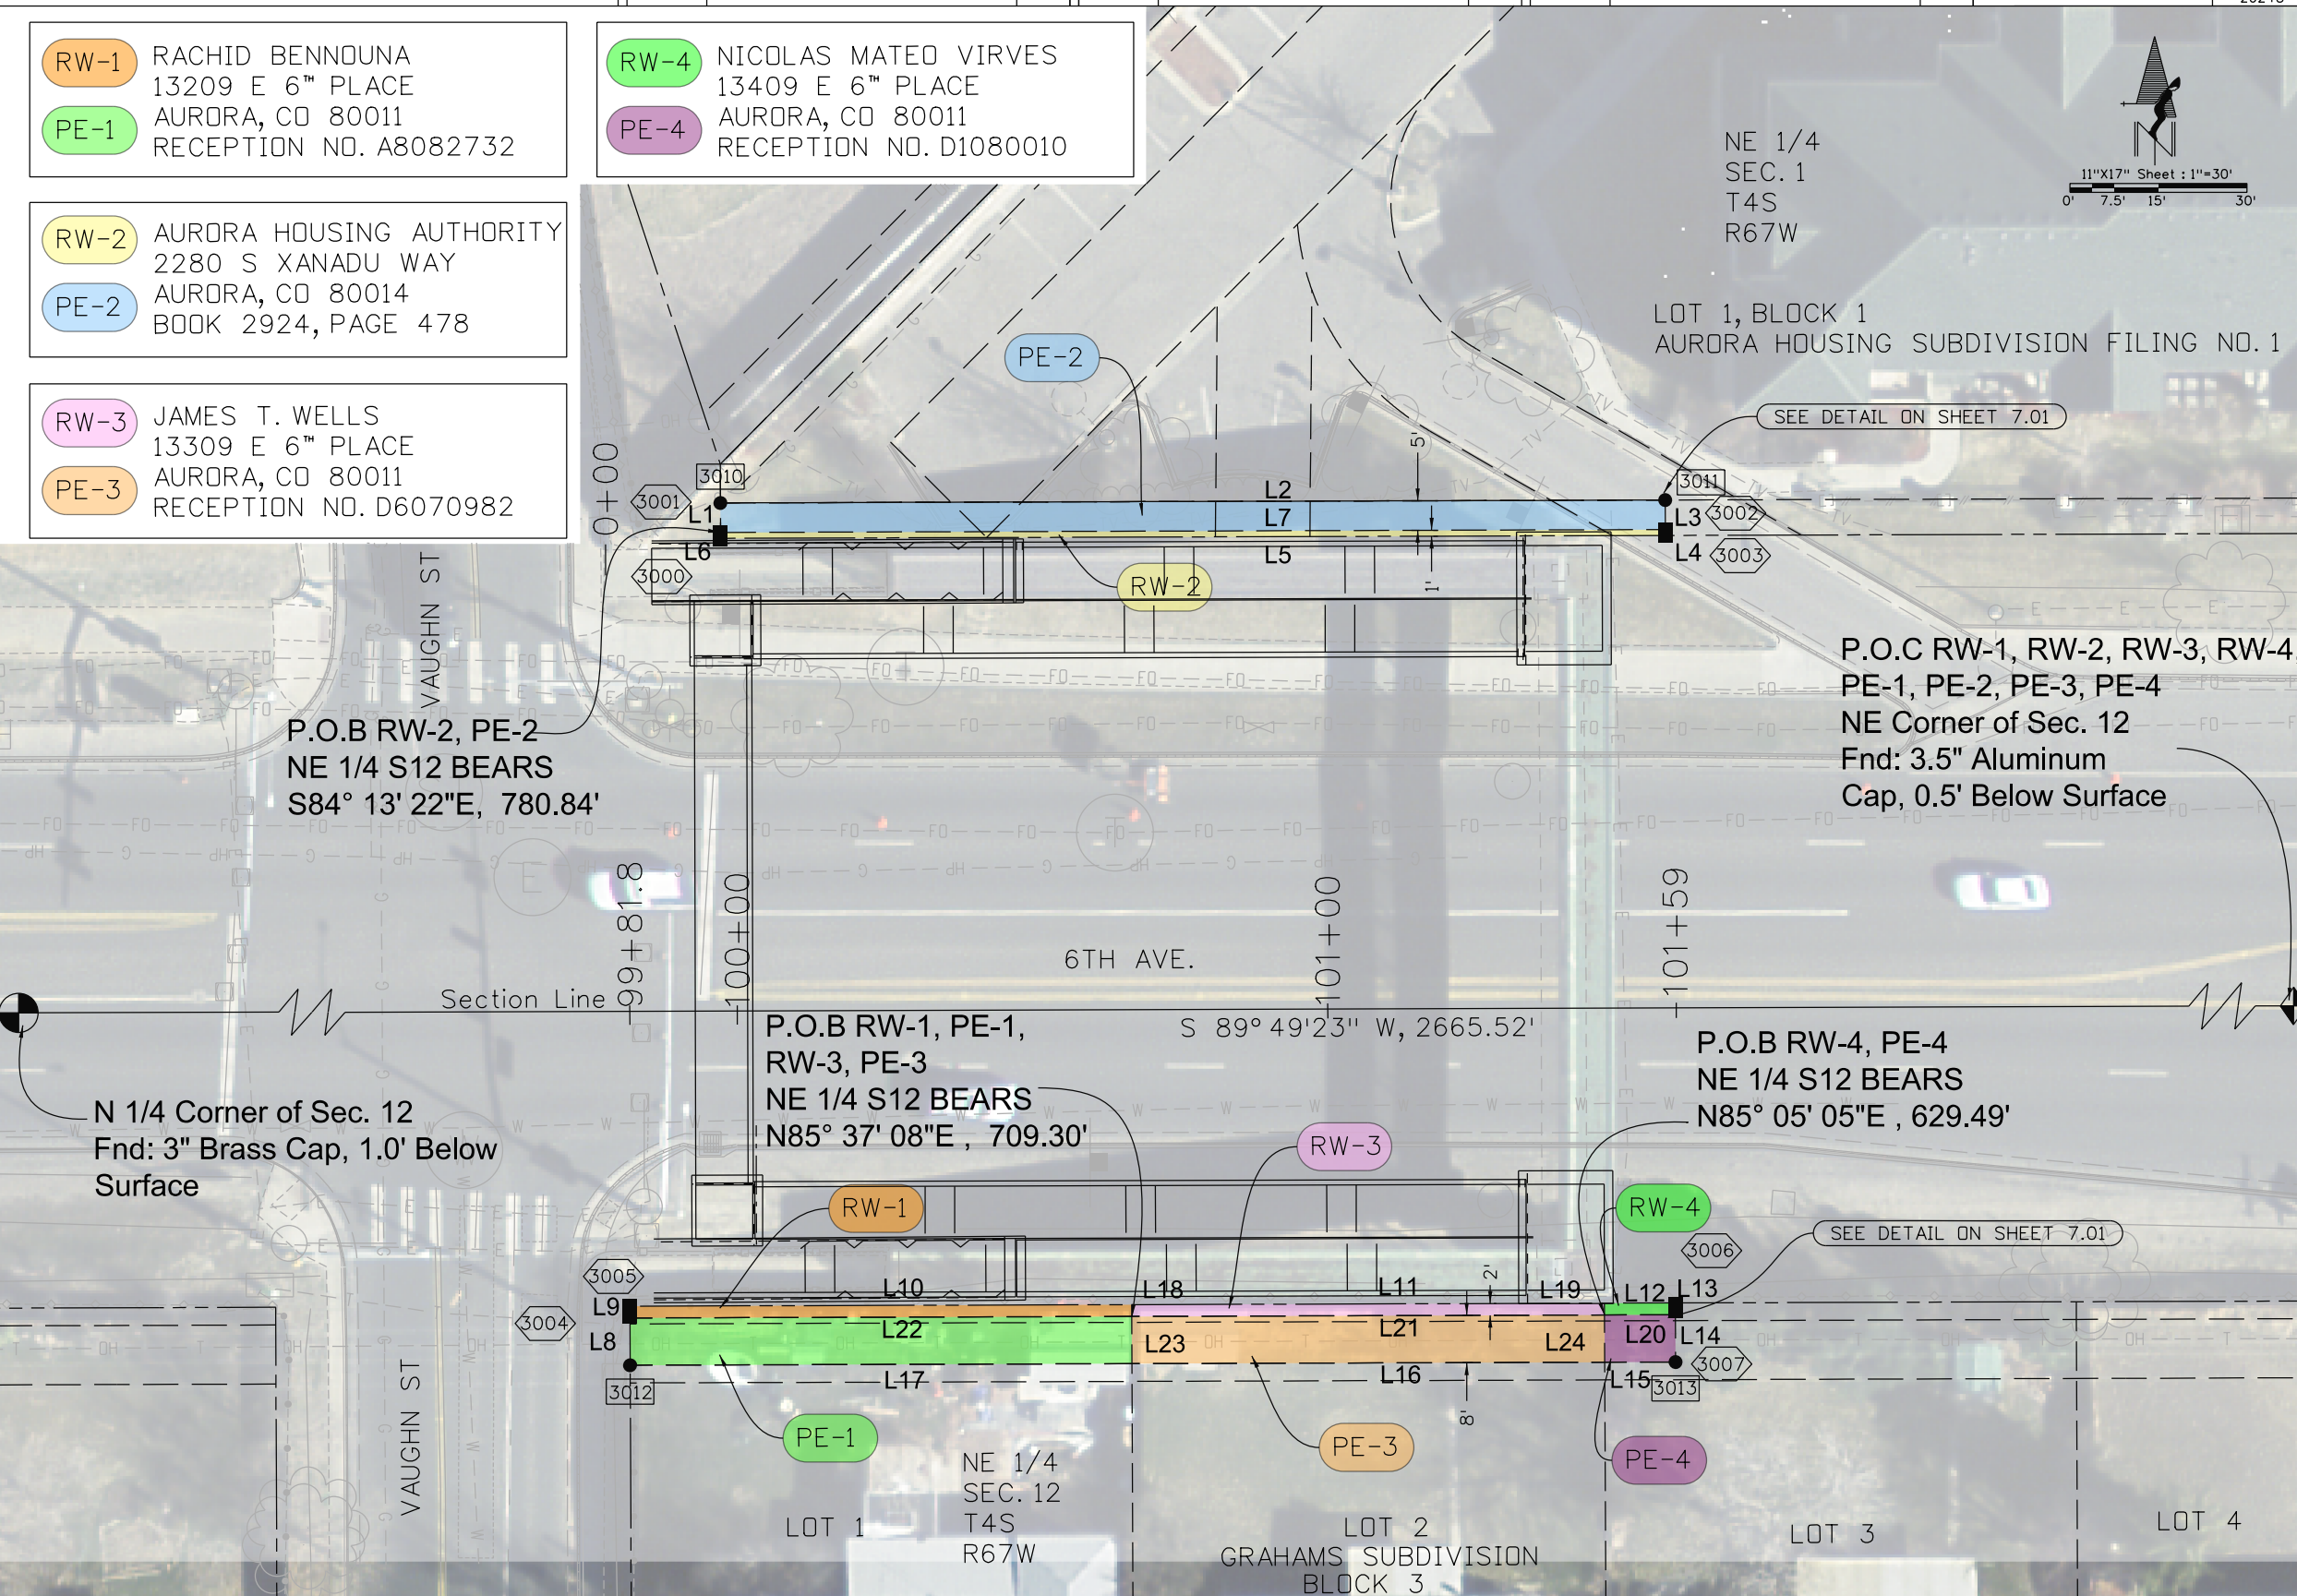 RW-1 RACHID BENNOUNA
13209 E 6TH PLACE
PE-1 AURORA, CO 80011
RECEPTION NO. A8082732
RW-4 NICOLAS MATEO VIRVES
13409 E 6TH PLACE
PE-4 AURORA, CO 80011
RECEPTION NO. D1080010
RW-2 AURORA HOUSING AUTHORITY
2280 S XANADU WAY
PE-2 AURORA, CO 80014
BOOK 2924, PAGE 478
RW-3 JAMES T. WELLS
13309 E 6TH PLACE
PE-3 AURORA, CO 80011
RECEPTION NO. D6070982
NE 1/4
SEC. 1
T4S
R67W
N
11"X17" Sheet : 1"=30'
0' 7.5' 15' 30'
LOT 1, BLOCK 1
AURORA HOUSING SUBDIVISION FILING NO. 1
PE-2
SEE DETAIL ON SHEET 7.01
0+00
3010
3001
L1
L2
L7
5'
3011
L3
3002
L6
L5
L4
3003
3000
RW-2
1'
VAUGHN ST
P.O.B RW-2, PE-2
NE 1/4 S12 BEARS
S84° 13' 22"E, 780.84'
P.O.C RW-1, RW-2, RW-3, RW-4,
PE-1, PE-2, PE-3, PE-4
NE Corner of Sec. 12
Fnd: 3.5" Aluminum
Cap, 0.5' Below Surface
E
T
99+81.8
100+00
101+00
101+59
6TH AVE.
Section Line
S 89°49'23" W, 2665.52'
P.O.B RW-1, PE-1,
RW-3, PE-3
NE 1/4 S12 BEARS
N85° 37' 08"E , 709.30'
P.O.B RW-4, PE-4
NE 1/4 S12 BEARS
N85° 05' 05"E , 629.49'
N 1/4 Corner of Sec. 12
Fnd: 3" Brass Cap, 1.0' Below
Surface
RW-3
RW-1
RW-4
SEE DETAIL ON SHEET 7.01
3006
3005
L9
L10
L18
L11
2'
L19
L12
L13
3004
L8
L22
L23
L21
L24
L20
L14
3007
3012
L17
L16
L15
3013
8'
PE-1
PE-3
PE-4
VAUGHN ST
NE 1/4
SEC. 12
T4S
R67W
LOT 1
LOT 2
LOT 3
LOT 4
GRAHAMS SUBDIVISION
BLOCK 3